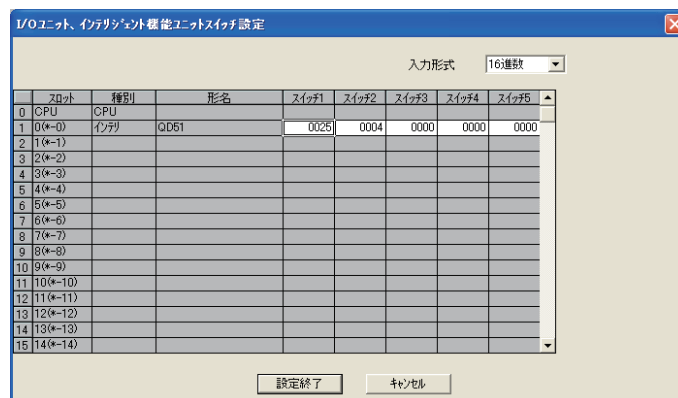 I/Oユニット、インテリジェント機能ユニットスイッチ設定
入力形式 16進数
スロット 種別 形名 スイッチ1 スイッチ2 スイッチ3 スイッチ4 スイッチ5
0 CPU CPU
1 0(*-0) インテリ QD51 0025 0004 0000 0000 0000
2 1(*-1)
3 2(*-2)
4 3(*-3)
5 4(*-4)
6 5(*-5)
7 6(*-6)
8 7(*-7)
9 8(*-8)
10 9(*-9)
11 10(*-10)
12 11(*-11)
13 12(*-12)
14 13(*-13)
15 14(*-14)
設定終了 キャンセル